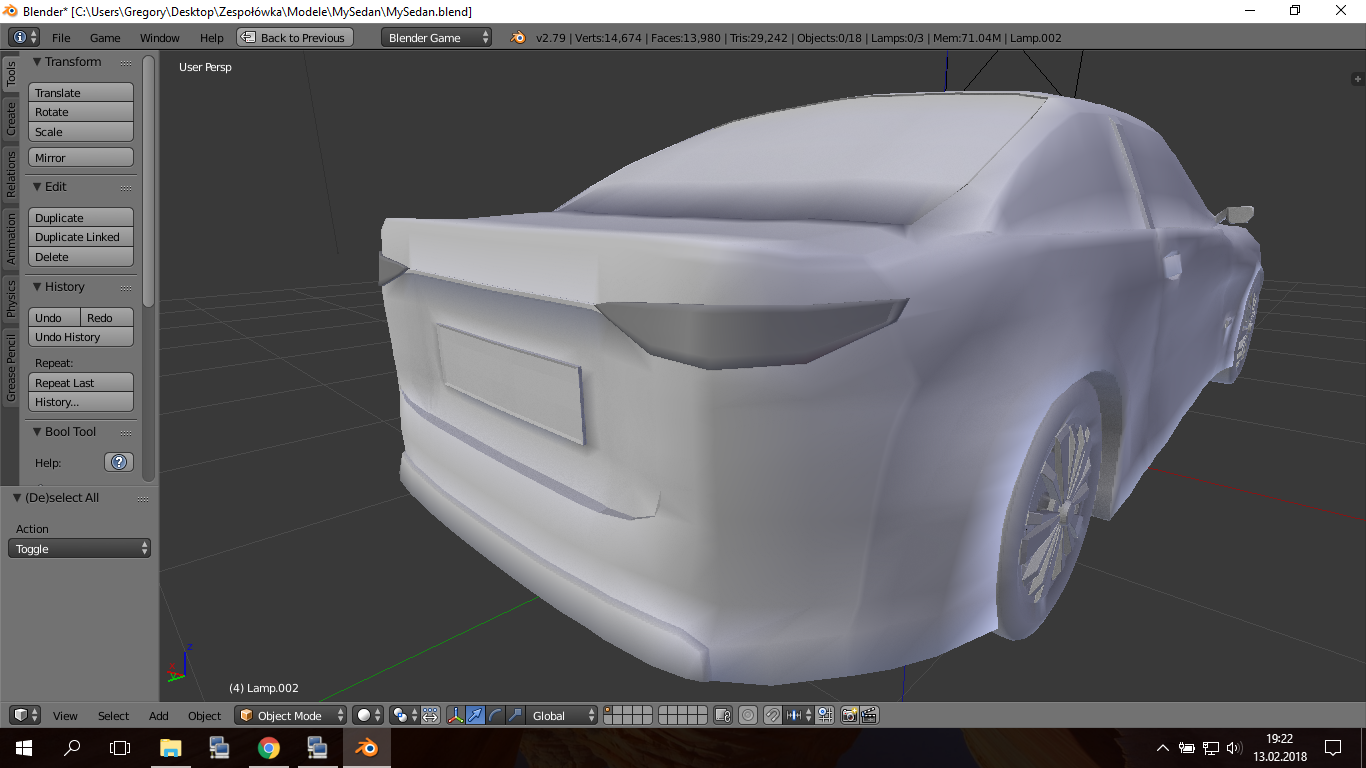 Blender* [C:\Users\Gregory\Desktop\Zespołówka\Modele\MySedan\MySedan.blend]
File Game Window Help Back to Previous Blender Game v2.79 | Verts:14,674 | Faces:13,980 | Tris:29,242 | Objects:0/18 | Lamps:0/3 | Mem:71.04M | Lamp.002
Tools
Create
Relations
Animation
Physics
Grease Pencil
Transform
Translate
Rotate
Scale
Mirror
Edit
Duplicate
Duplicate Linked
Delete
History
Undo Redo
Undo History
Repeat:
Repeat Last
History...
Bool Tool
Help:
(De)select All
Action
Toggle
User Persp
(4) Lamp.002
View Select Add Object Object Mode Global
19:22
13.02.2018